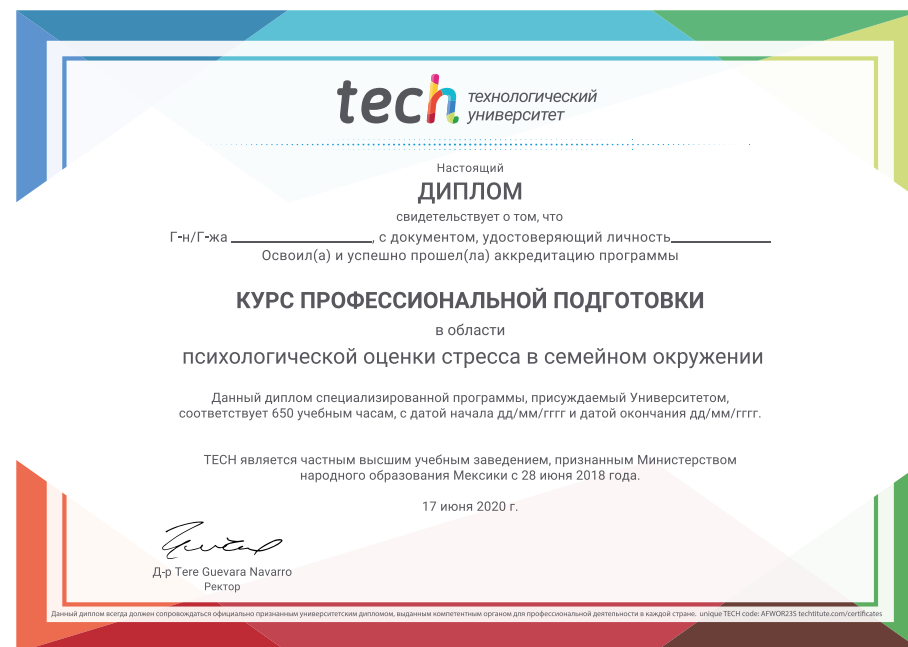 tech технологический
университет
Настоящий
ДИПЛОМ
свидетельствует о том, что
Г-н/Г-жа ____________________, с документом, удостоверяющий личность______________
Освоил(а) и успешно прошел(ла) аккредитацию программы
КУРС ПРОФЕССИОНАЛЬНОЙ ПОДГОТОВКИ
в области
психологической оценки стресса в семейном окружении
Данный диплом специализированной программы, присуждаемый Университетом,
соответствует 650 учебным часам, с датой начала дд/мм/гггг и датой окончания дд/мм/гггг.
TECH является частным высшим учебным заведением, признанным Министерством
народного образования Мексики с 28 июня 2018 года.
17 июня 2020 г.
Д-р Tere Guevara Navarro
Ректор
Данный диплом всегда должен сопровождаться официально признанным университетским дипломом, выданным компетентным органом для профессиональной деятельности в каждой стране. unique TECH code: AFWOR235 techtitute.com/certificates